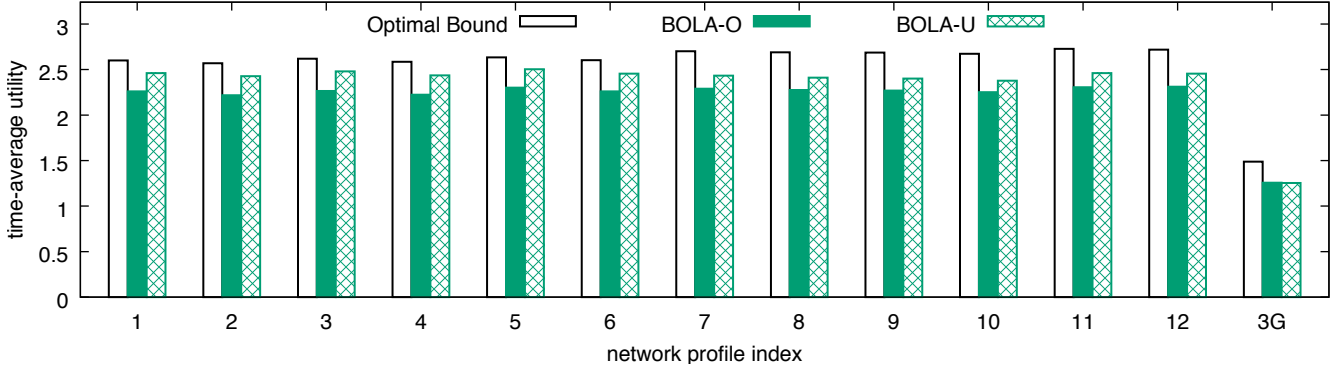 Optimal Bound BOLA-O BOLA-U
3
2.5
2
1.5
1
0.5
0
time-average utility
1 2 3 4 5 6 7 8 9 10 11 12 3G
network profile index